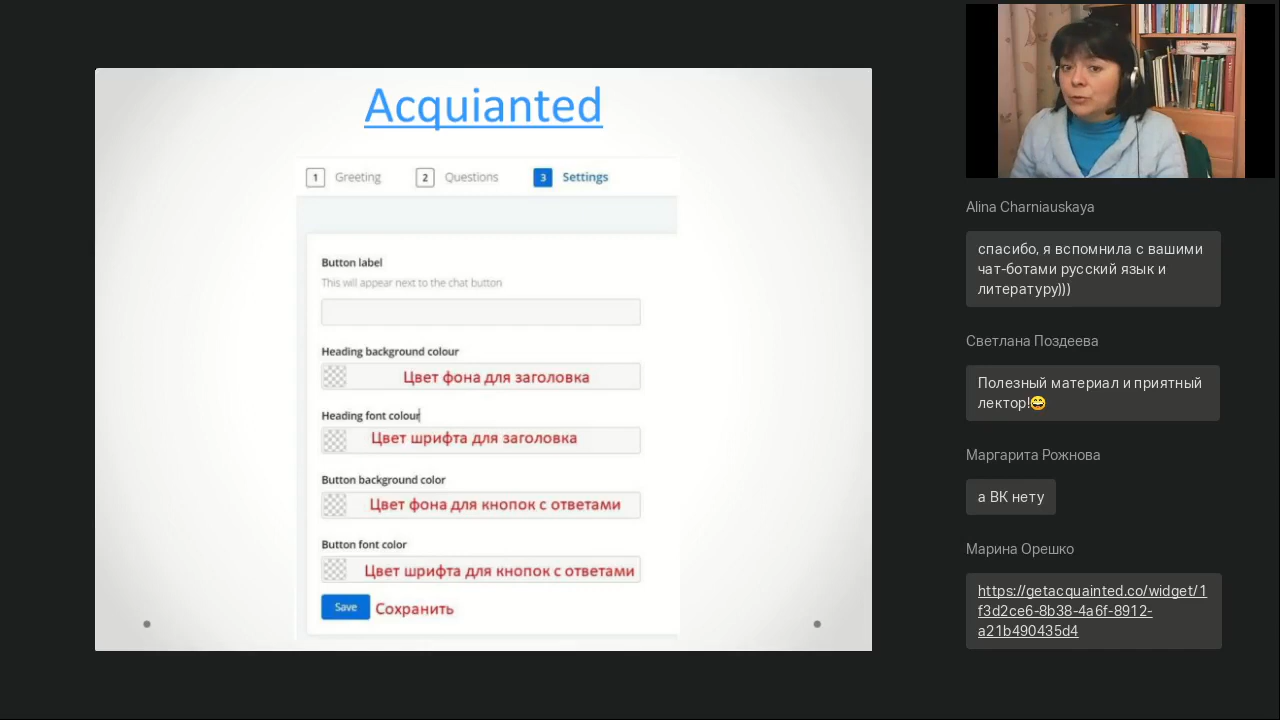 Acquianted
1 Greeting 2 Questions 3 Settings
Button label
This will appear next to the chat button
Heading background colour
Цвет фона для заголовка
Heading font colour
Цвет шрифта для заголовка
Button background color
Цвет фона для кнопок с ответами
Button font color
Цвет шрифта для кнопок с ответами
Save Сохранить
Alina Charniauskaya
спасибо, я вспомнила с вашими
чат-ботами русский язык и
литературу)))
Светлана Поздеева
Полезный материал и приятный
лектор!😄
Маргарита Рожнова
а ВК нету
Марина Орешко
https://getacquainted.co/widget/1
f3d2ce6-8b38-4a6f-8912-
a21b490435d4